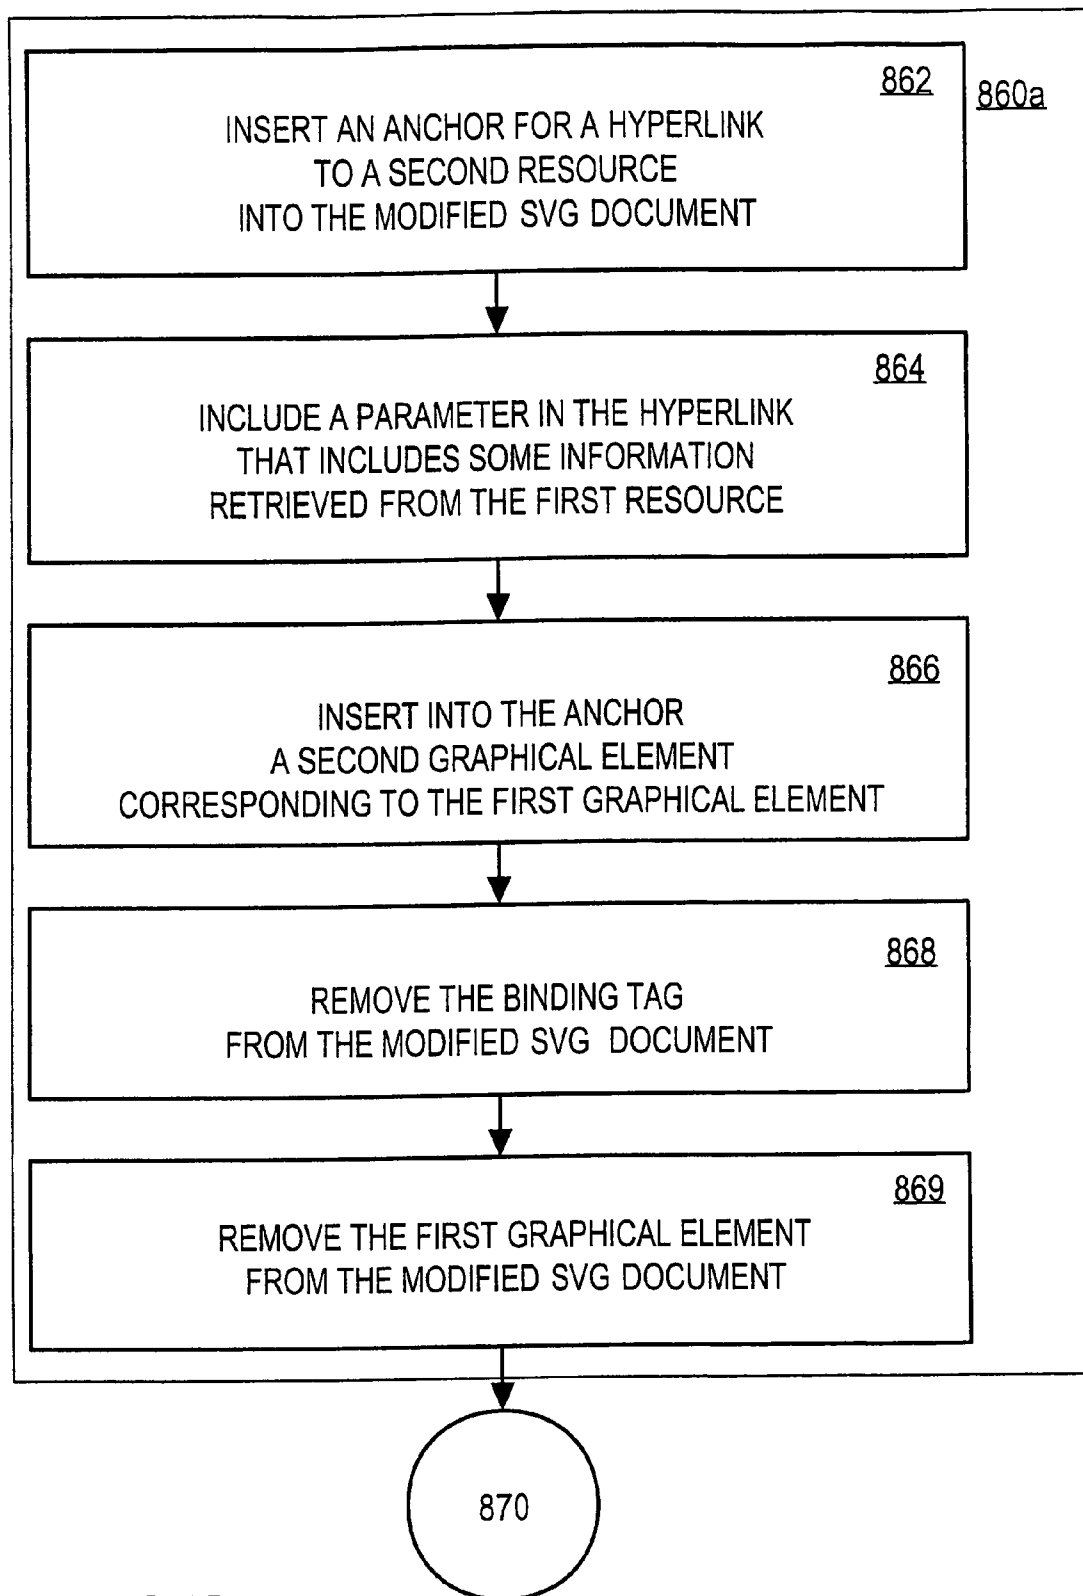 862
860a
INSERT AN ANCHOR FOR A HYPERLINK
TO A SECOND RESOURCE
INTO THE MODIFIED SVG DOCUMENT
864
INCLUDE A PARAMETER IN THE HYPERLINK
THAT INCLUDES SOME INFORMATION
RETRIEVED FROM THE FIRST RESOURCE
866
INSERT INTO THE ANCHOR
A SECOND GRAPHICAL ELEMENT
CORRESPONDING TO THE FIRST GRAPHICAL ELEMENT
868
REMOVE THE BINDING TAG
FROM THE MODIFIED SVG DOCUMENT
869
REMOVE THE FIRST GRAPHICAL ELEMENT
FROM THE MODIFIED SVG DOCUMENT
870